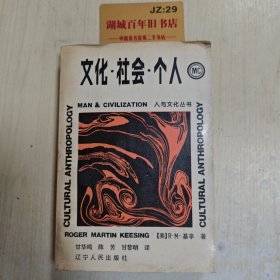 JZ:29
湖城百年旧书店
文化·社会·个人
MC
MAN & CIVILIZATION 人与文化丛书
CULTURAL ANTHROPOLOGY
CULTURAL ANTHROPOLOGY
ROGER MARTIN KEESING 【美】R·M·基辛 著
甘华鸣 陈芳 甘黎明 译
辽宁人民出版社